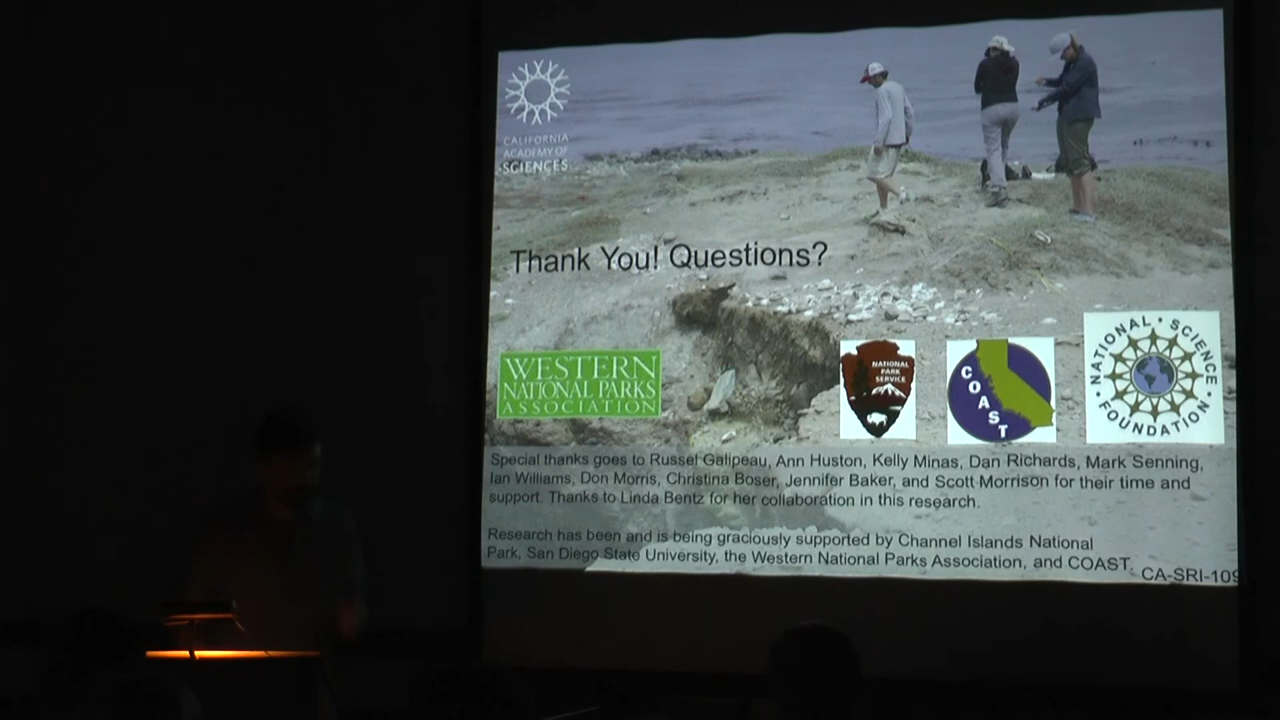 CALIFORNIA
ACADEMY OF
SCIENCES
Thank You! Questions?
WESTERN
NATIONAL PARKS
ASSOCIATION
NATIONAL
PARK
SERVICE
COAST
NATIONAL · SCIENCE
· FOUNDATION ·
Special thanks goes to Russel Galipeau, Ann Huston, Kelly Minas, Dan Richards, Mark Senning,
Ian Williams, Don Morris, Christina Boser, Jennifer Baker, and Scott Morrison for their time and
support. Thanks to Linda Bentz for her collaboration in this research.
Research has been and is being graciously supported by Channel Islands National
Park, San Diego State University, the Western National Parks Association, and COAST.
CA-SRI-109